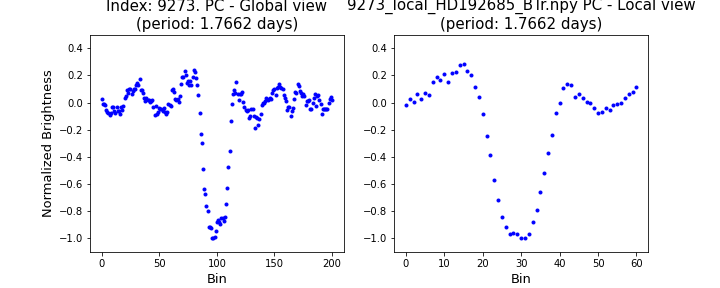 Index: 9273. PC - Global view
(period: 1.7662 days)
9273_local_HD192685_BTr.npy PC - Local view
(period: 1.7662 days)
Normalized Brightness
0.4
0.2
0.0
−0.2
−0.4
−0.6
−0.8
−1.0
0 50 100 150 200
Bin
0.4
0.2
0.0
−0.2
−0.4
−0.6
−0.8
−1.0
0 10 20 30 40 50 60
Bin